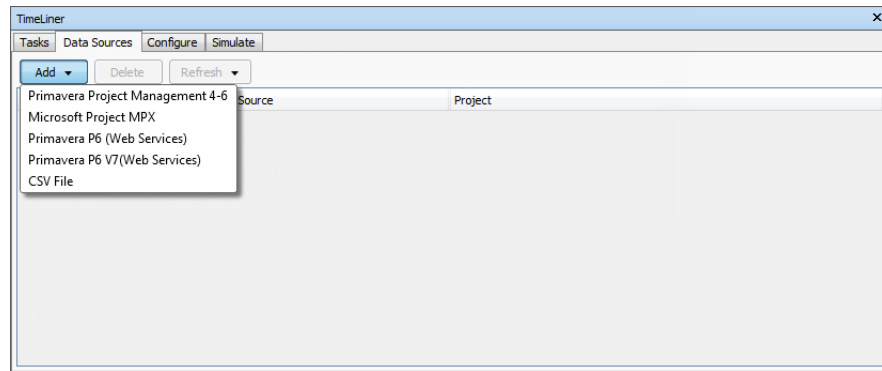 TimeLiner
Tasks Data Sources Configure Simulate
Add Delete Refresh
Source Project
Primavera Project Management 4-6
Microsoft Project MPX
Primavera P6 (Web Services)
Primavera P6 V7(Web Services)
CSV File